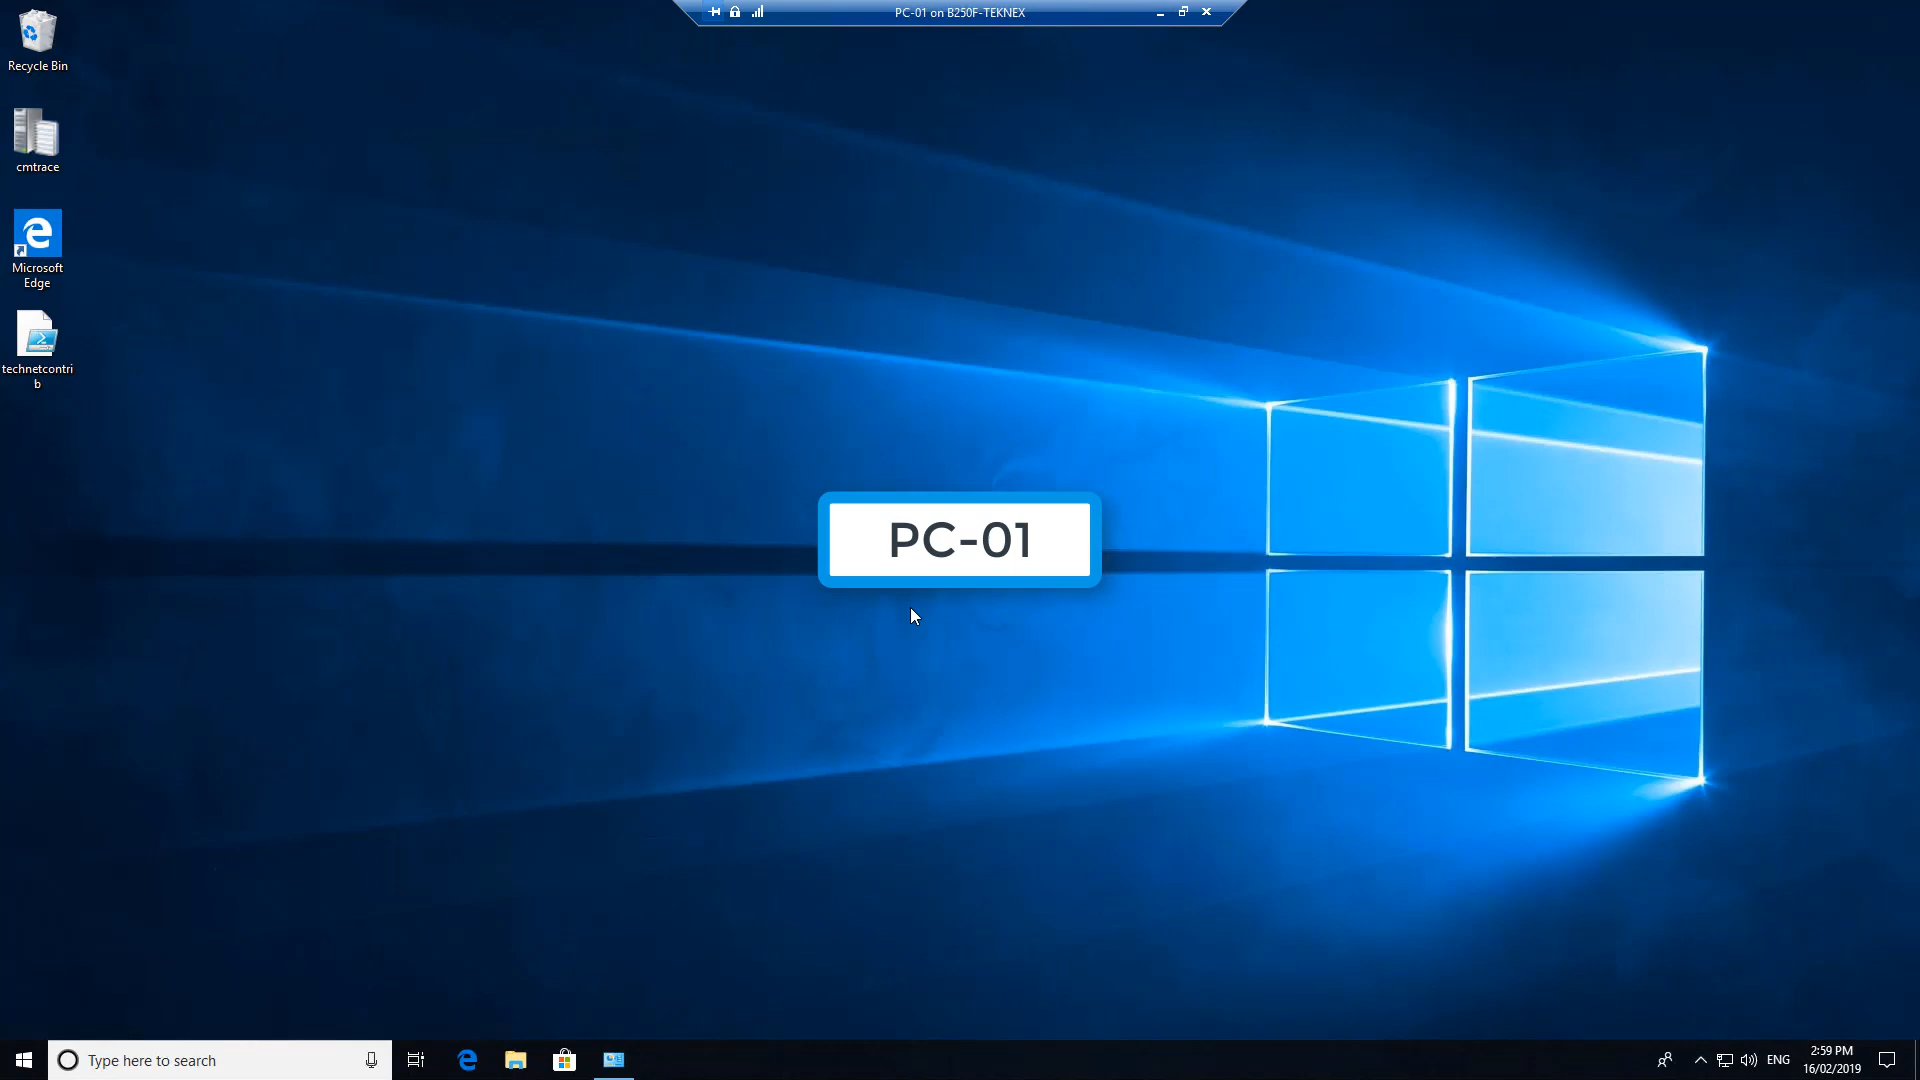 PC-01 on B250F-TEKNEX
Recycle Bin
cmtrace
Microsoft
Edge
technetcontri
b
PC-01
Type here to search
ENG
2:59 PM
16/02/2019